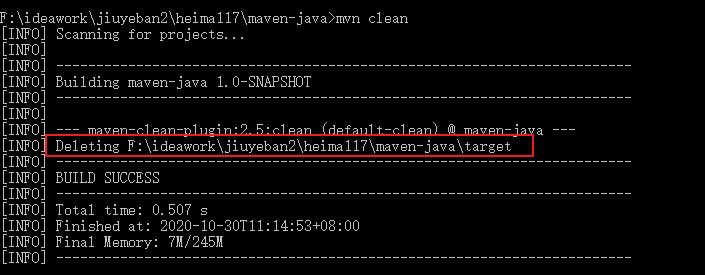 F:\ideawork\jiuyeban2\heima117\maven-java>mvn clean
[INFO] Scanning for projects...
[INFO]
[INFO] ------------------------------------------------------------------------
[INFO] Building maven-java 1.0-SNAPSHOT
[INFO] ------------------------------------------------------------------------
[INFO]
[INFO] --- maven-clean-plugin:2.5:clean (default-clean) @ maven-java ---
[INFO] Deleting F:\ideawork\jiuyeban2\heima117\maven-java\target
[INFO] ------------------------------------------------------------------------
[INFO] BUILD SUCCESS
[INFO] ------------------------------------------------------------------------
[INFO] Total time: 0.507 s
[INFO] Finished at: 2020-10-30T11:14:53+08:00
[INFO] Final Memory: 7M/245M
[INFO] ------------------------------------------------------------------------